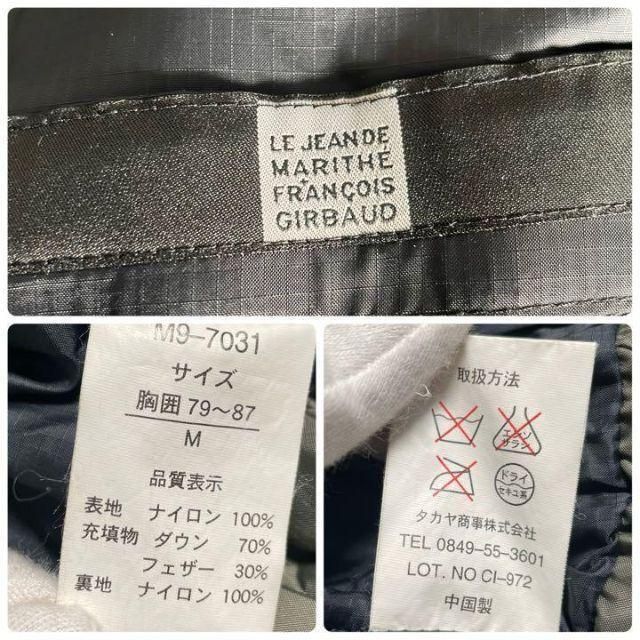 LE JEAN DE
MARITHÉ
+
FRANÇOIS
GIRBAUD
M9-7031
サイズ
胸囲 79～87
M
品質表示
表地 ナイロン 100%
充填物 ダウン 70%
フェザー 30%
裏地 ナイロン 100%
取扱方法
エンソ
サラシ
ドライ
セキユ系
タカヤ商事株式会社
TEL 0849-55-3601
LOT. NO CI-972
中国製